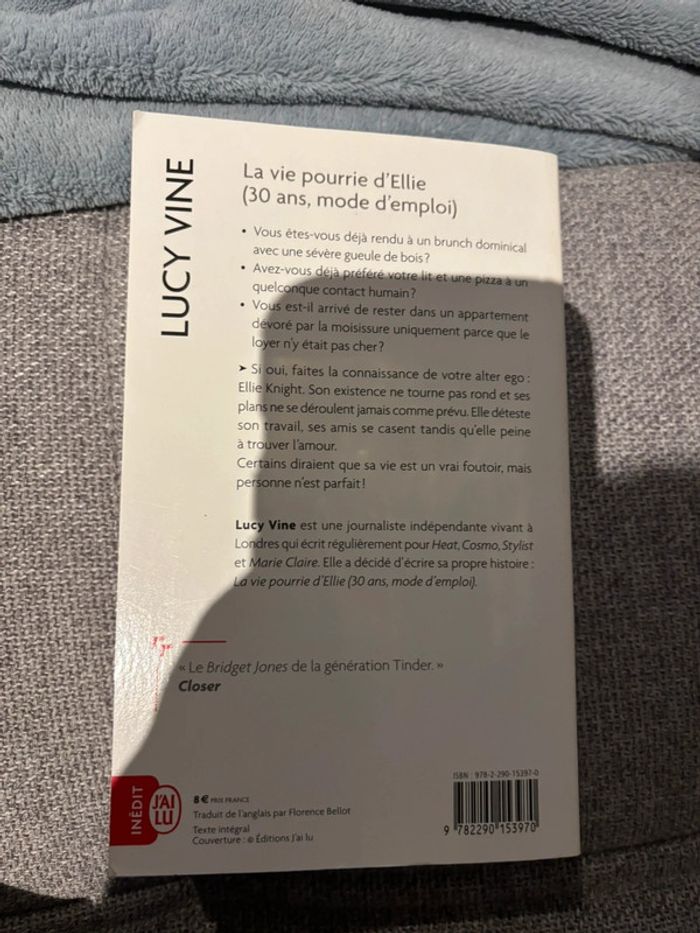 LUCY VINE
La vie pourrie d'Ellie
(30 ans, mode d'emploi)
• Vous êtes-vous déjà rendu à un brunch dominical
avec une sévère gueule de bois ?
• Avez-vous déjà préféré votre lit et une pizza à un
quelconque contact humain ?
• Vous est-il arrivé de rester dans un appartement
dévoré par la moisissure uniquement parce que le
loyer n'y était pas cher ?
➤ Si oui, faites la connaissance de votre alter ego :
Ellie Knight. Son existence ne tourne pas rond et ses
plans ne se déroulent jamais comme prévu. Elle déteste
son travail, ses amis se casent tandis qu'elle peine
à trouver l'amour.
Certains diraient que sa vie est un vrai foutoir, mais
personne n'est parfait !
Lucy Vine est une journaliste indépendante vivant à
Londres qui écrit régulièrement pour Heat, Cosmo, Stylist
et Marie Claire. Elle a décidé d'écrire sa propre histoire :
La vie pourrie d'Ellie (30 ans, mode d'emploi).
« Le Bridget Jones de la génération Tinder. »
Closer
INÉDIT
J'AI
LU
8 € PRIX FRANCE
Traduit de l'anglais par Florence Bellot
Texte intégral
Couverture : © Éditions J'ai lu
ISBN : 978-2-290-15397-0
9 782290 153970